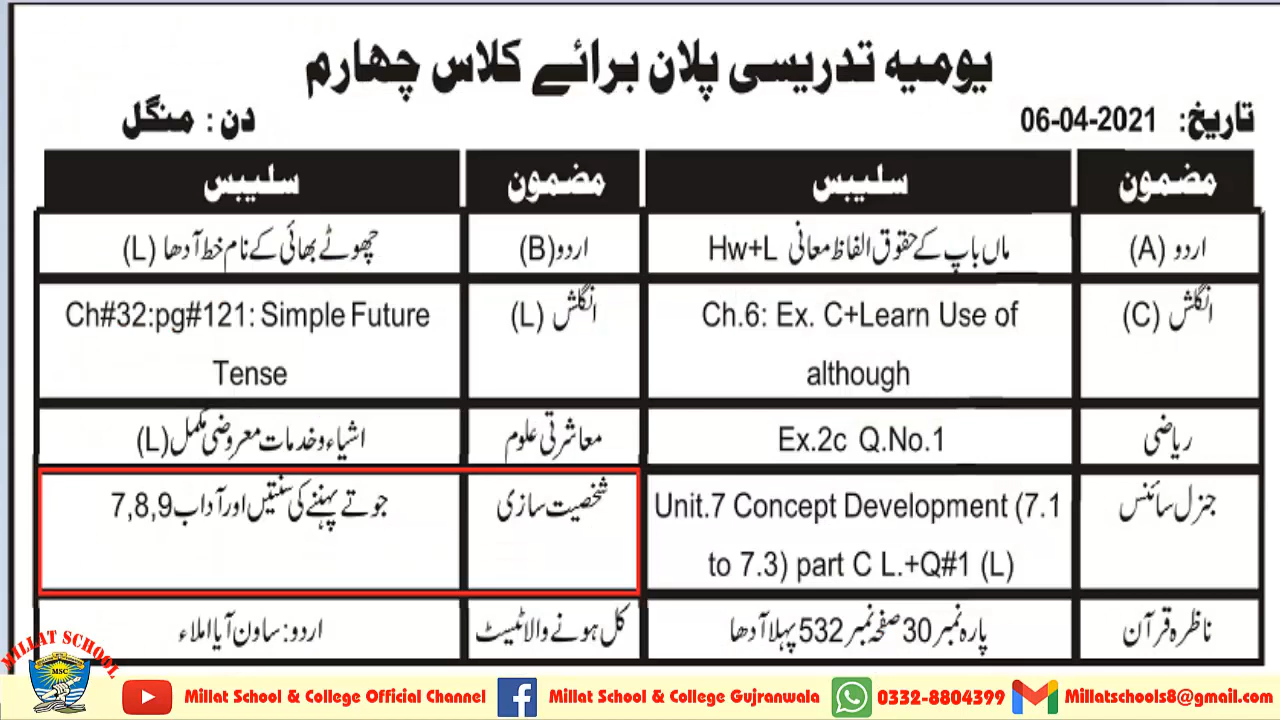 یومیہ تدریسی پلان برائے کلاس چہارم
تاریخ: 06-04-2021
دن : منگل
مضمون سلیبس مضمون سلیبس
اردو (A) ماں باپ کے حقوق الفاظ معانی Hw+L اردو (B) چھوٹے بھائی کے نام خط آدھا (L)
انگلش (C) Ch.6: Ex. C+Learn Use of
although
انگلش (L) Ch#32:pg#121: Simple Future
Tense
ریاضی Ex.2c Q.No.1 معاشرتی علوم اشیاء و خدمات معروضی مکمل (L)
جنرل سائنس Unit.7 Concept Development (7.1
to 7.3) part C L.+Q#1 (L)
شخصیت سازی جوتے پہننے کی سنتیں اور آداب 7,8,9
ناظرہ قرآن پارہ نمبر 30 صفحہ نمبر 532 پہلا آدھا کل ہونے والا ٹیسٹ اردو: ساون آیا املاء
MILLAT SCHOOL
MSC
Millat School & College Official Channel
Millat School & College Gujranwala
0332-8804399
Millatschools8@gmail.com